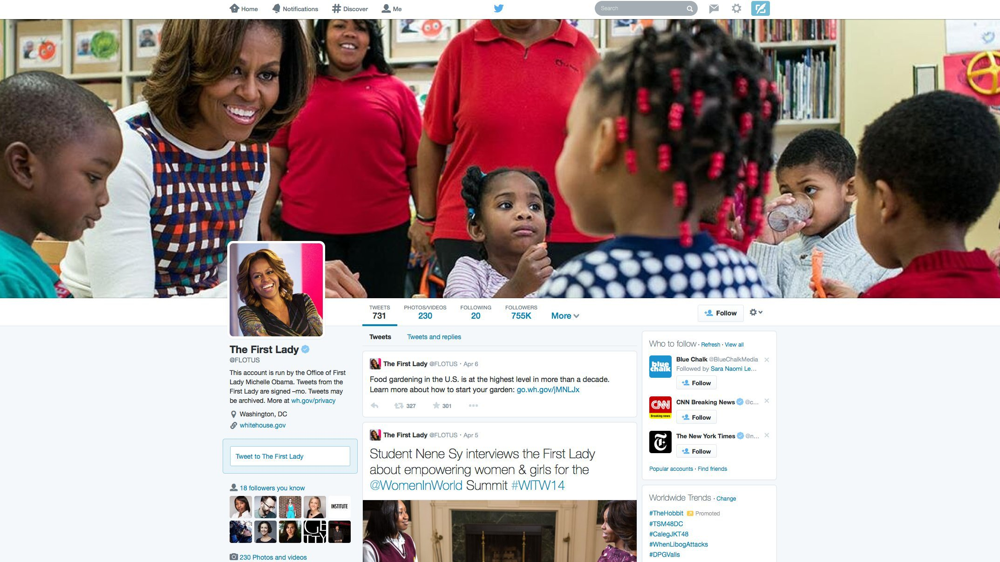 Home
Notifications
Discover
Me
Search
TWEETS
731
PHOTOS/VIDEOS
230
FOLLOWING
20
FOLLOWERS
755K
More
Follow
The First Lady
@FLOTUS
This account is run by the Office of First
Lady Michelle Obama. Tweets from the
First Lady are signed –mo. Tweets may
be archived. More at wh.gov/privacy
Washington, DC
whitehouse.gov
Tweet to The First Lady
18 followers you know
INSTITUTE
GE
TTY
230 Photos and videos
Tweets
Tweets and replies
The First Lady @FLOTUS · Apr 6
Food gardening in the U.S. is at the highest level in more than a decade.
Learn more about how to start your garden: go.wh.gov/jMNLJx
327
301
The First Lady @FLOTUS · Apr 5
Student Nene Sy interviews the First Lady
about empowering women & girls for the
@WomenInWorld Summit #WITW14
Who to follow · Refresh · View all
blue
chalk
Blue Chalk @BlueChalkMedia
Followed by Sara Naomi Le...
Follow
CNN
Breaking news
CNN Breaking News @c...
Follow
T
The New York Times @n...
Follow
Popular accounts · Find friends
Worldwide Trends · Change
#TheHobbit Promoted
#TSM48DC
#CalegJKT48
#WhenLibogAttacks
#DPGValls